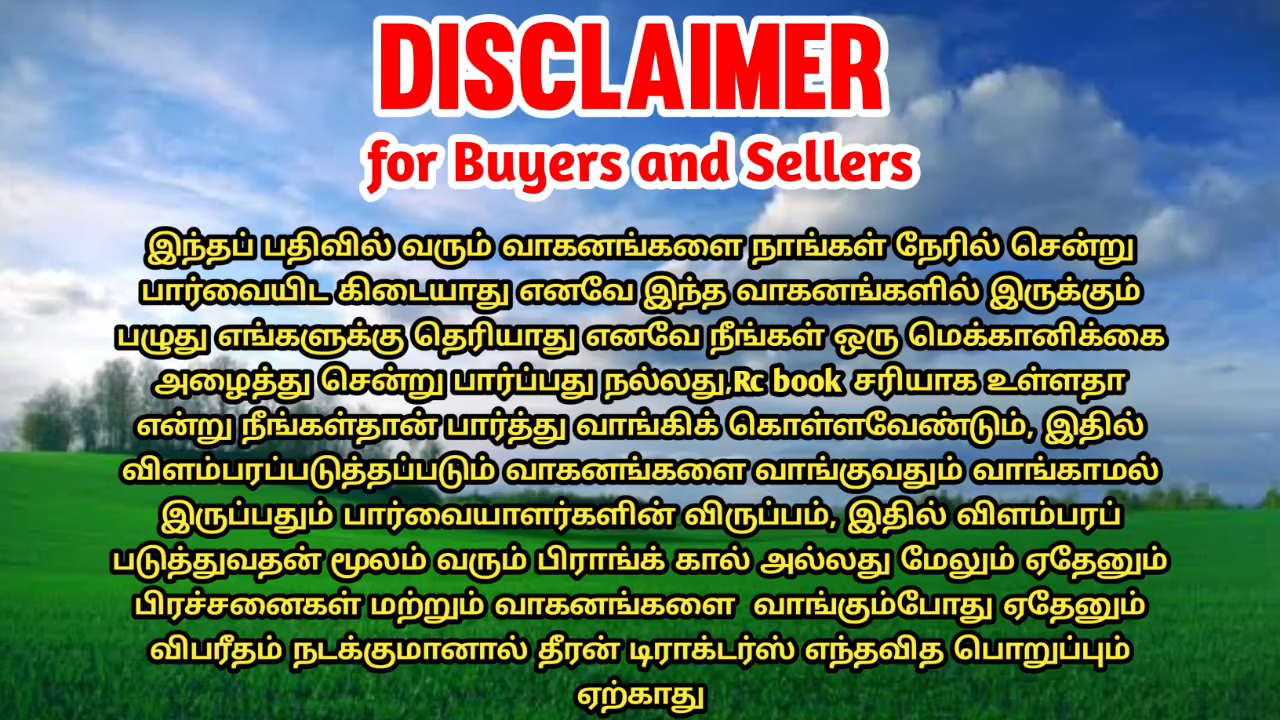 DISCLAIMER
for Buyers and Sellers
இந்தப் பதிவில் வரும் வாகனங்களை நாங்கள் நேரில் சென்று
பார்வையிட கிடையாது எனவே இந்த வாகனங்களில் இருக்கும்
பழுது எங்களுக்கு தெரியாது எனவே நீங்கள் ஒரு மெக்கானிக்கை
அழைத்து சென்று பார்ப்பது நல்லது,Rc book சரியாக உள்ளதா
என்று நீங்கள்தான் பார்த்து வாங்கிக் கொள்ளவேண்டும், இதில்
விளம்பரப்படுத்தப்படும் வாகனங்களை வாங்குவதும் வாங்காமல்
இருப்பதும் பார்வையாளர்களின் விருப்பம், இதில் விளம்பரப்
படுத்துவதன் மூலம் வரும் பிராங்க் கால் அல்லது மேலும் ஏதேனும்
பிரச்சனைகள் மற்றும் வாகனங்களை வாங்கும்போது ஏதேனும்
விபரீதம் நடக்குமானால் தீரன் டிராக்டர்ஸ் எந்தவித பொறுப்பும்
ஏற்காது